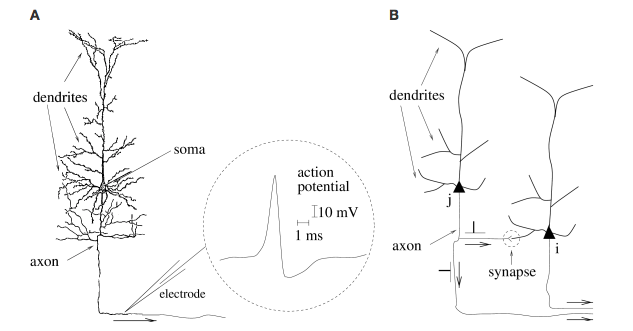 A
dendrites
soma
action
potential
10 mV
1 ms
axon
electrode
B
dendrites
j
axon
i
synapse